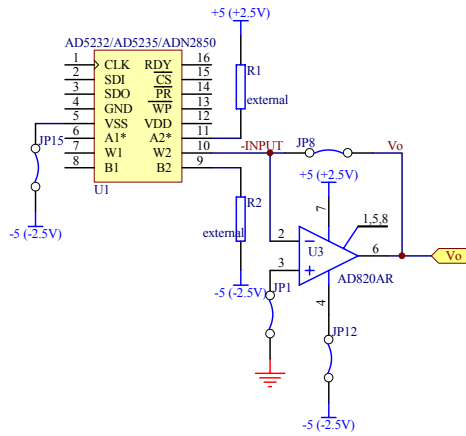 +5 (+2.5V)
AD5232/AD5235/ADN2850
1 CLK RDY 16
2 SDI CS 15
3 SDO PR 14
4 GND WP 13
5 VSS VDD 12
6 A1* A2* 11
7 W1 W2 10
8 B1 B2 9
U1
R1
external
JP15
-5 (-2.5V)
-INPUT
JP8
Vo
+5 (+2.5V)
R2
external
-5 (-2.5V)
7
1,5,8
2
3
U3
6
Vo
AD820AR
4
JP1
JP12
-5 (-2.5V)